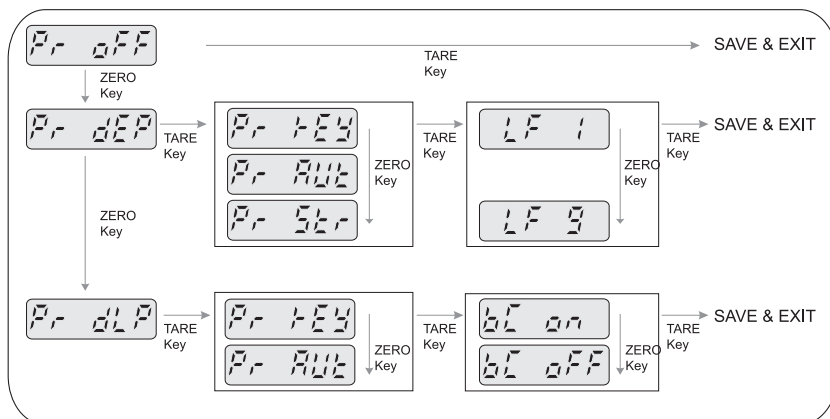 Pr oFF
TARE
Key
SAVE & EXIT
ZERO
Key
Pr dEP
TARE
Key
Pr KEY
Pr AUt
Pr Str
ZERO
Key
TARE
Key
LF 1
LF 9
ZERO
Key
TARE
Key
SAVE & EXIT
ZERO
Key
Pr dLP
TARE
Key
Pr KEY
Pr AUt
ZERO
Key
TARE
Key
bC on
bC oFF
ZERO
Key
TARE
Key
SAVE & EXIT